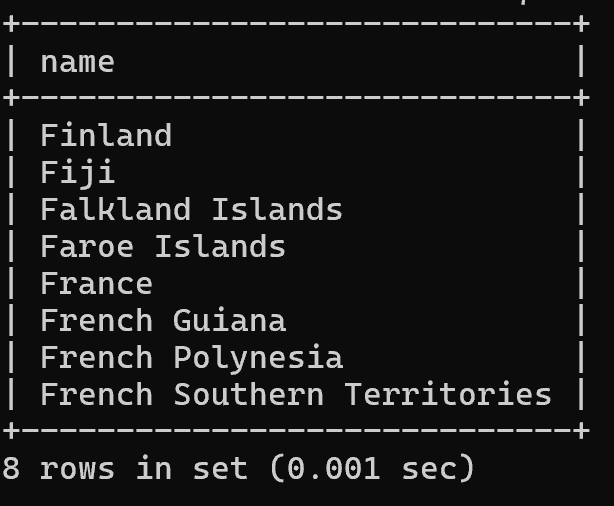 +-----------------------------+
| name                        |
+-----------------------------+
| Finland                     |
| Fiji                        |
| Falkland Islands            |
| Faroe Islands               |
| France                      |
| French Guiana               |
| French Polynesia            |
| French Southern Territories |
+-----------------------------+
8 rows in set (0.001 sec)